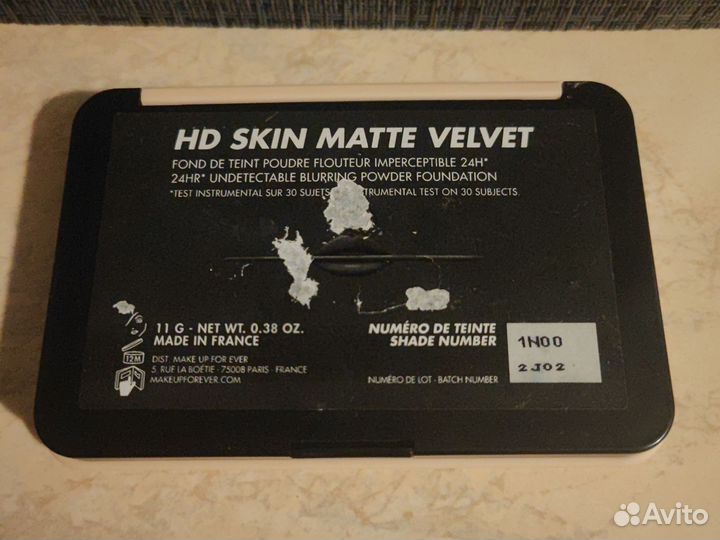 HD SKIN MATTE VELVET
FOND DE TEINT POUDRE FLOUTEUR IMPERCEPTIBLE 24H*
24HR* UNDETECTABLE BLURRING POWDER FOUNDATION
*TEST INSTRUMENTAL SUR 30 SUJETS TRUMENTAL TEST ON 30 SUBJECTS.
11 G - NET WT. 0.38 OZ.
MADE IN FRANCE
12M
DIST. MAKE UP FOR EVER
5, RUE LA BOÉTIE · 75008 PARIS · FRANCE
MAKEUPFOREVER.COM
NUMÉRO DE TEINTE
SHADE NUMBER
1N00
NUMÉRO DE LOT - BATCH NUMBER
2J02
Avito